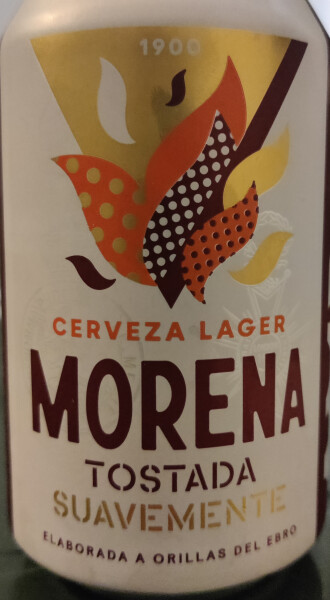 1900
CERVEZA LAGER
MORENA
TOSTADA
SUAVEMENTE
ELABORADA A ORILLAS DEL EBRO